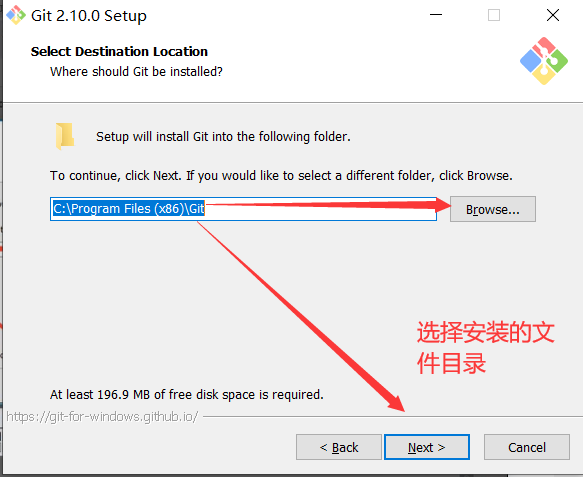 Git 2.10.0 Setup
Select Destination Location
Where should Git be installed?
Setup will install Git into the following folder.
To continue, click Next. If you would like to select a different folder, click Browse.
C:\Program Files (x86)\Git
Browse...
选择安装的文
件目录
At least 196.9 MB of free disk space is required.
https://git-for-windows.github.io/
< Back
Next >
Cancel